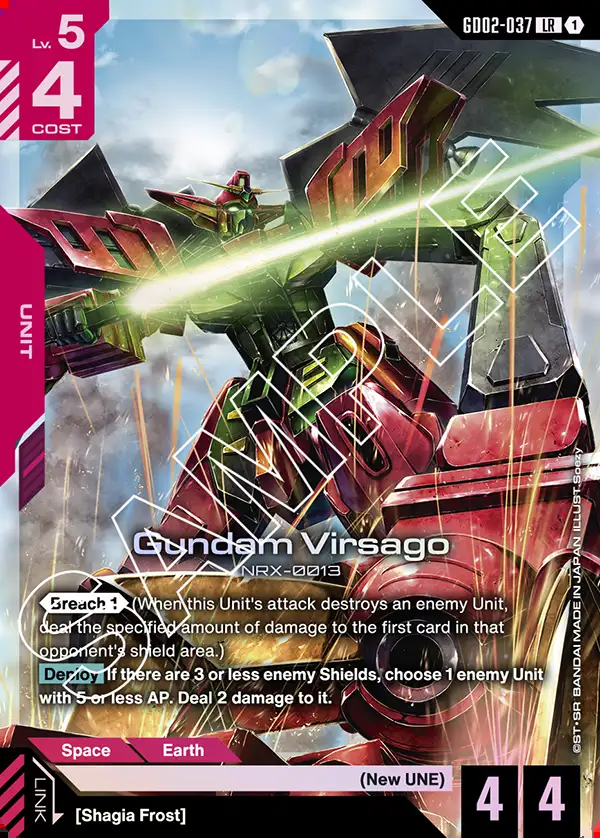 Lv. 5
4
COST
GD02-037 LR 1
UNIT
SAMPLE
Gundam Virsago
NRX-0013
Breach 1 (When this Unit's attack destroys an enemy Unit,
deal the specified amount of damage to the first card in that
opponent's shield area.)
Deploy If there are 3 or less enemy Shields, choose 1 enemy Unit
with 5 or less AP. Deal 2 damage to it.
Space Earth
(New UNE)
LINK
[Shagia Frost]
4 4
©ST・SR BANDAI MADE IN JAPAN ILLUST.Soezy